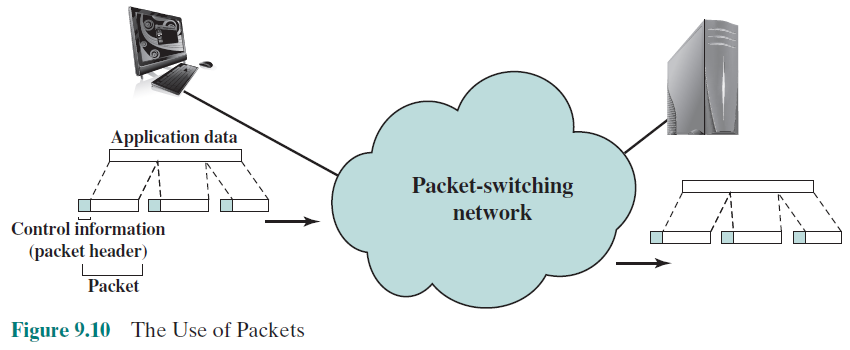 Application data
Packet-switching
network
Control information
(packet header)
Packet
Figure 9.10 The Use of Packets